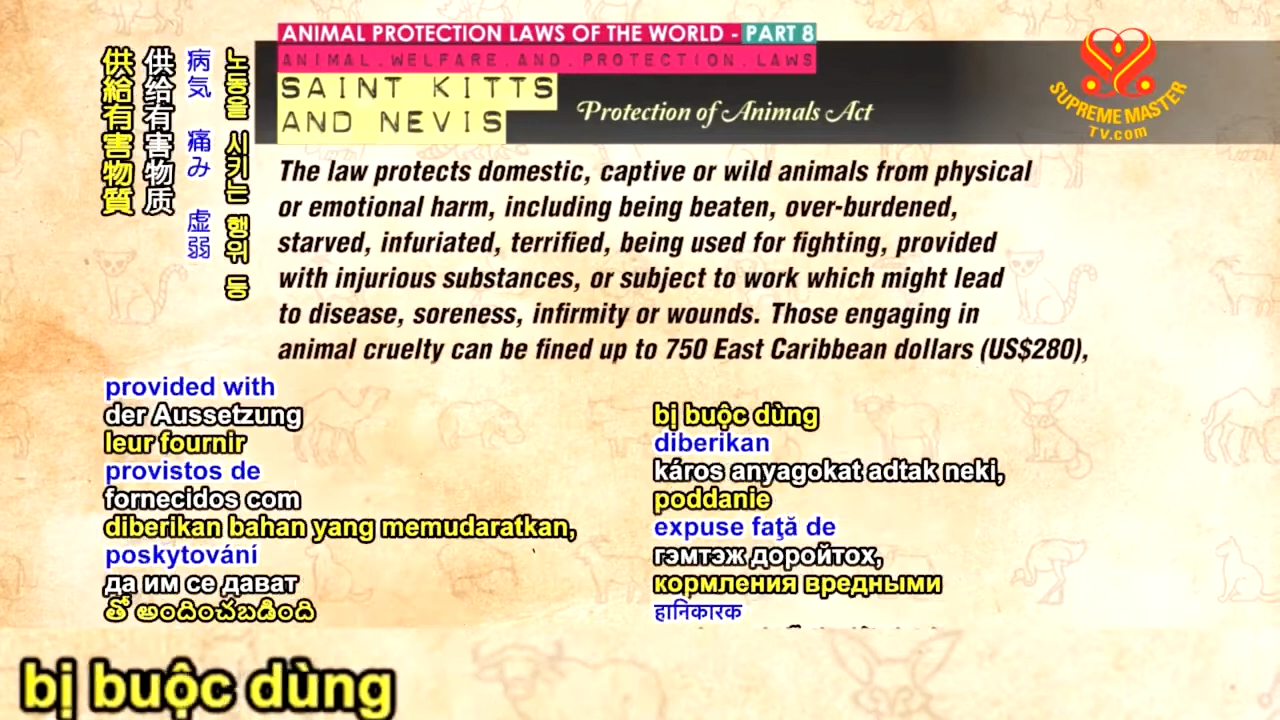 ANIMAL PROTECTION LAWS OF THE WORLD - PART 8
ANIMAL.WELFARE.AND.PROTECTION.LAWS
SAINT KITTS
AND NEVIS
Protection of Animals Act
SUPREME MASTER
TV.com
노동을 시키는 행위 등
病気 痛み 虚弱
供给有害物质
供給有害物質
The law protects domestic, captive or wild animals from physical
or emotional harm, including being beaten, over-burdened,
starved, infuriated, terrified, being used for fighting, provided
with injurious substances, or subject to work which might lead
to disease, soreness, infirmity or wounds. Those engaging in
animal cruelty can be fined up to 750 East Caribbean dollars (US$280),
provided with
der Aussetzung
leur fournir
provistos de
fornecidos com
diberikan bahan yang memudaratkan,
poskytování
да им се дават
తో అందించబడింది
bị buộc dùng
diberikan
káros anyagokat adtak neki,
poddanie
expuse faţă de
гэмтэж доройтох,
кормления вредными
हानिकारक
bị buộc dùng